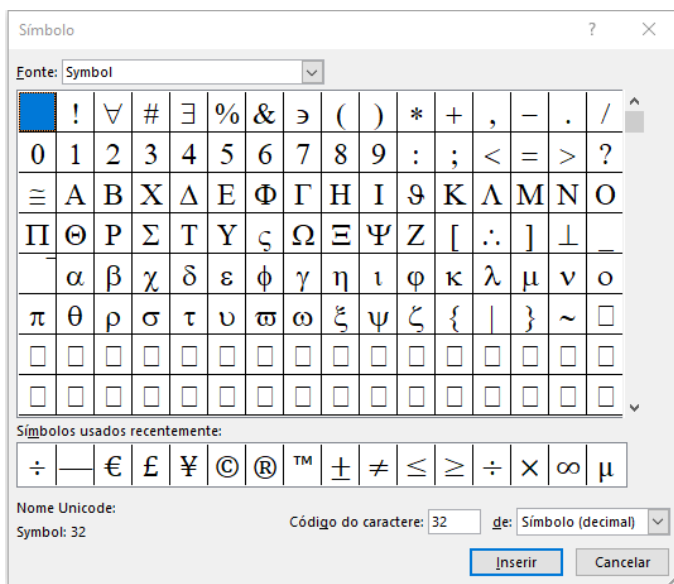 Símbolo ? ×
Fonte: Symbol
! ∀ # ∃ % & ∍ ( ) ∗ + , − . /
0 1 2 3 4 5 6 7 8 9 : ; < = > ?
≅ Α Β Χ Δ Ε Φ Γ Η Ι ϑ Κ Λ Μ Ν Ο
Π Θ Ρ Σ Τ Υ ς Ω Ξ Ψ Ζ [ ∴ ] ⊥ _
‾ α β χ δ ε ϕ γ η ι φ κ λ μ ν ο
π θ ρ σ τ υ ϖ ω ξ ψ ζ { | } ~ □
□ □ □ □ □ □ □ □ □ □ □ □ □ □ □ □
□ □ □ □ □ □ □ □ □ □ □ □ □ □ □ □
Símbolos usados recentemente:
÷ — € £ ¥ © ® ™ ± ≠ ≤ ≥ ÷ × ∞ µ
Nome Unicode:
Symbol: 32
Código do caractere: 32 de: Símbolo (decimal)
Inserir Cancelar